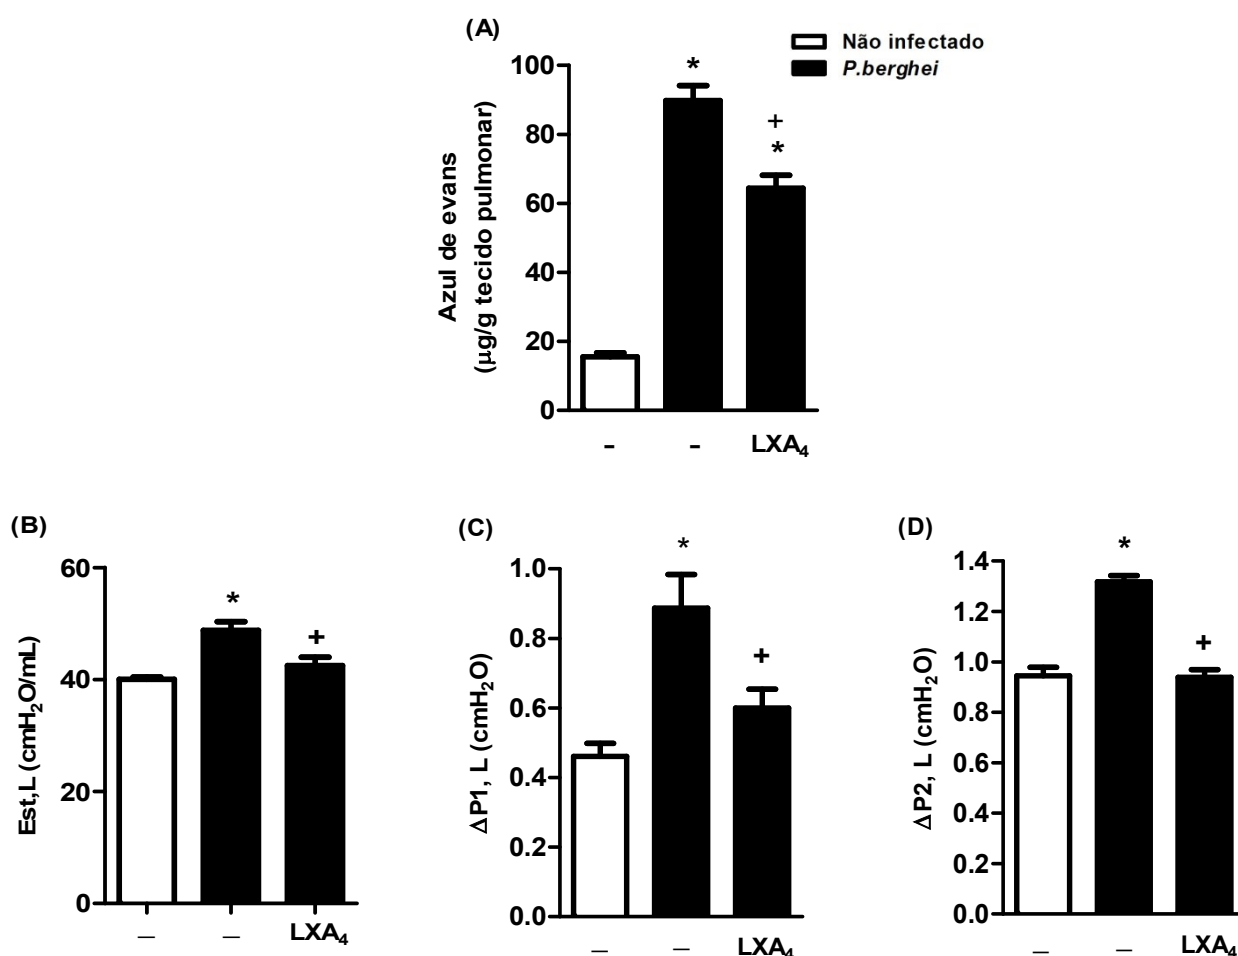 (A)
Não infectado
P.berghei
Azul de evans
(μg/g tecido pulmonar)
100
80
60
40
20
0
*
+
*
- - LXA4
(B)
Est,L (cmH2O/mL)
60
40
20
0
*
+
– – LXA4
(C)
ΔP1, L (cmH2O)
1.0
0.8
0.6
0.4
0.2
0.0
*
+
– – LXA4
(D)
ΔP2, L (cmH2O)
1.4
1.2
1.0
0.8
0.6
0.4
0.2
0.0
*
+
– – LXA4